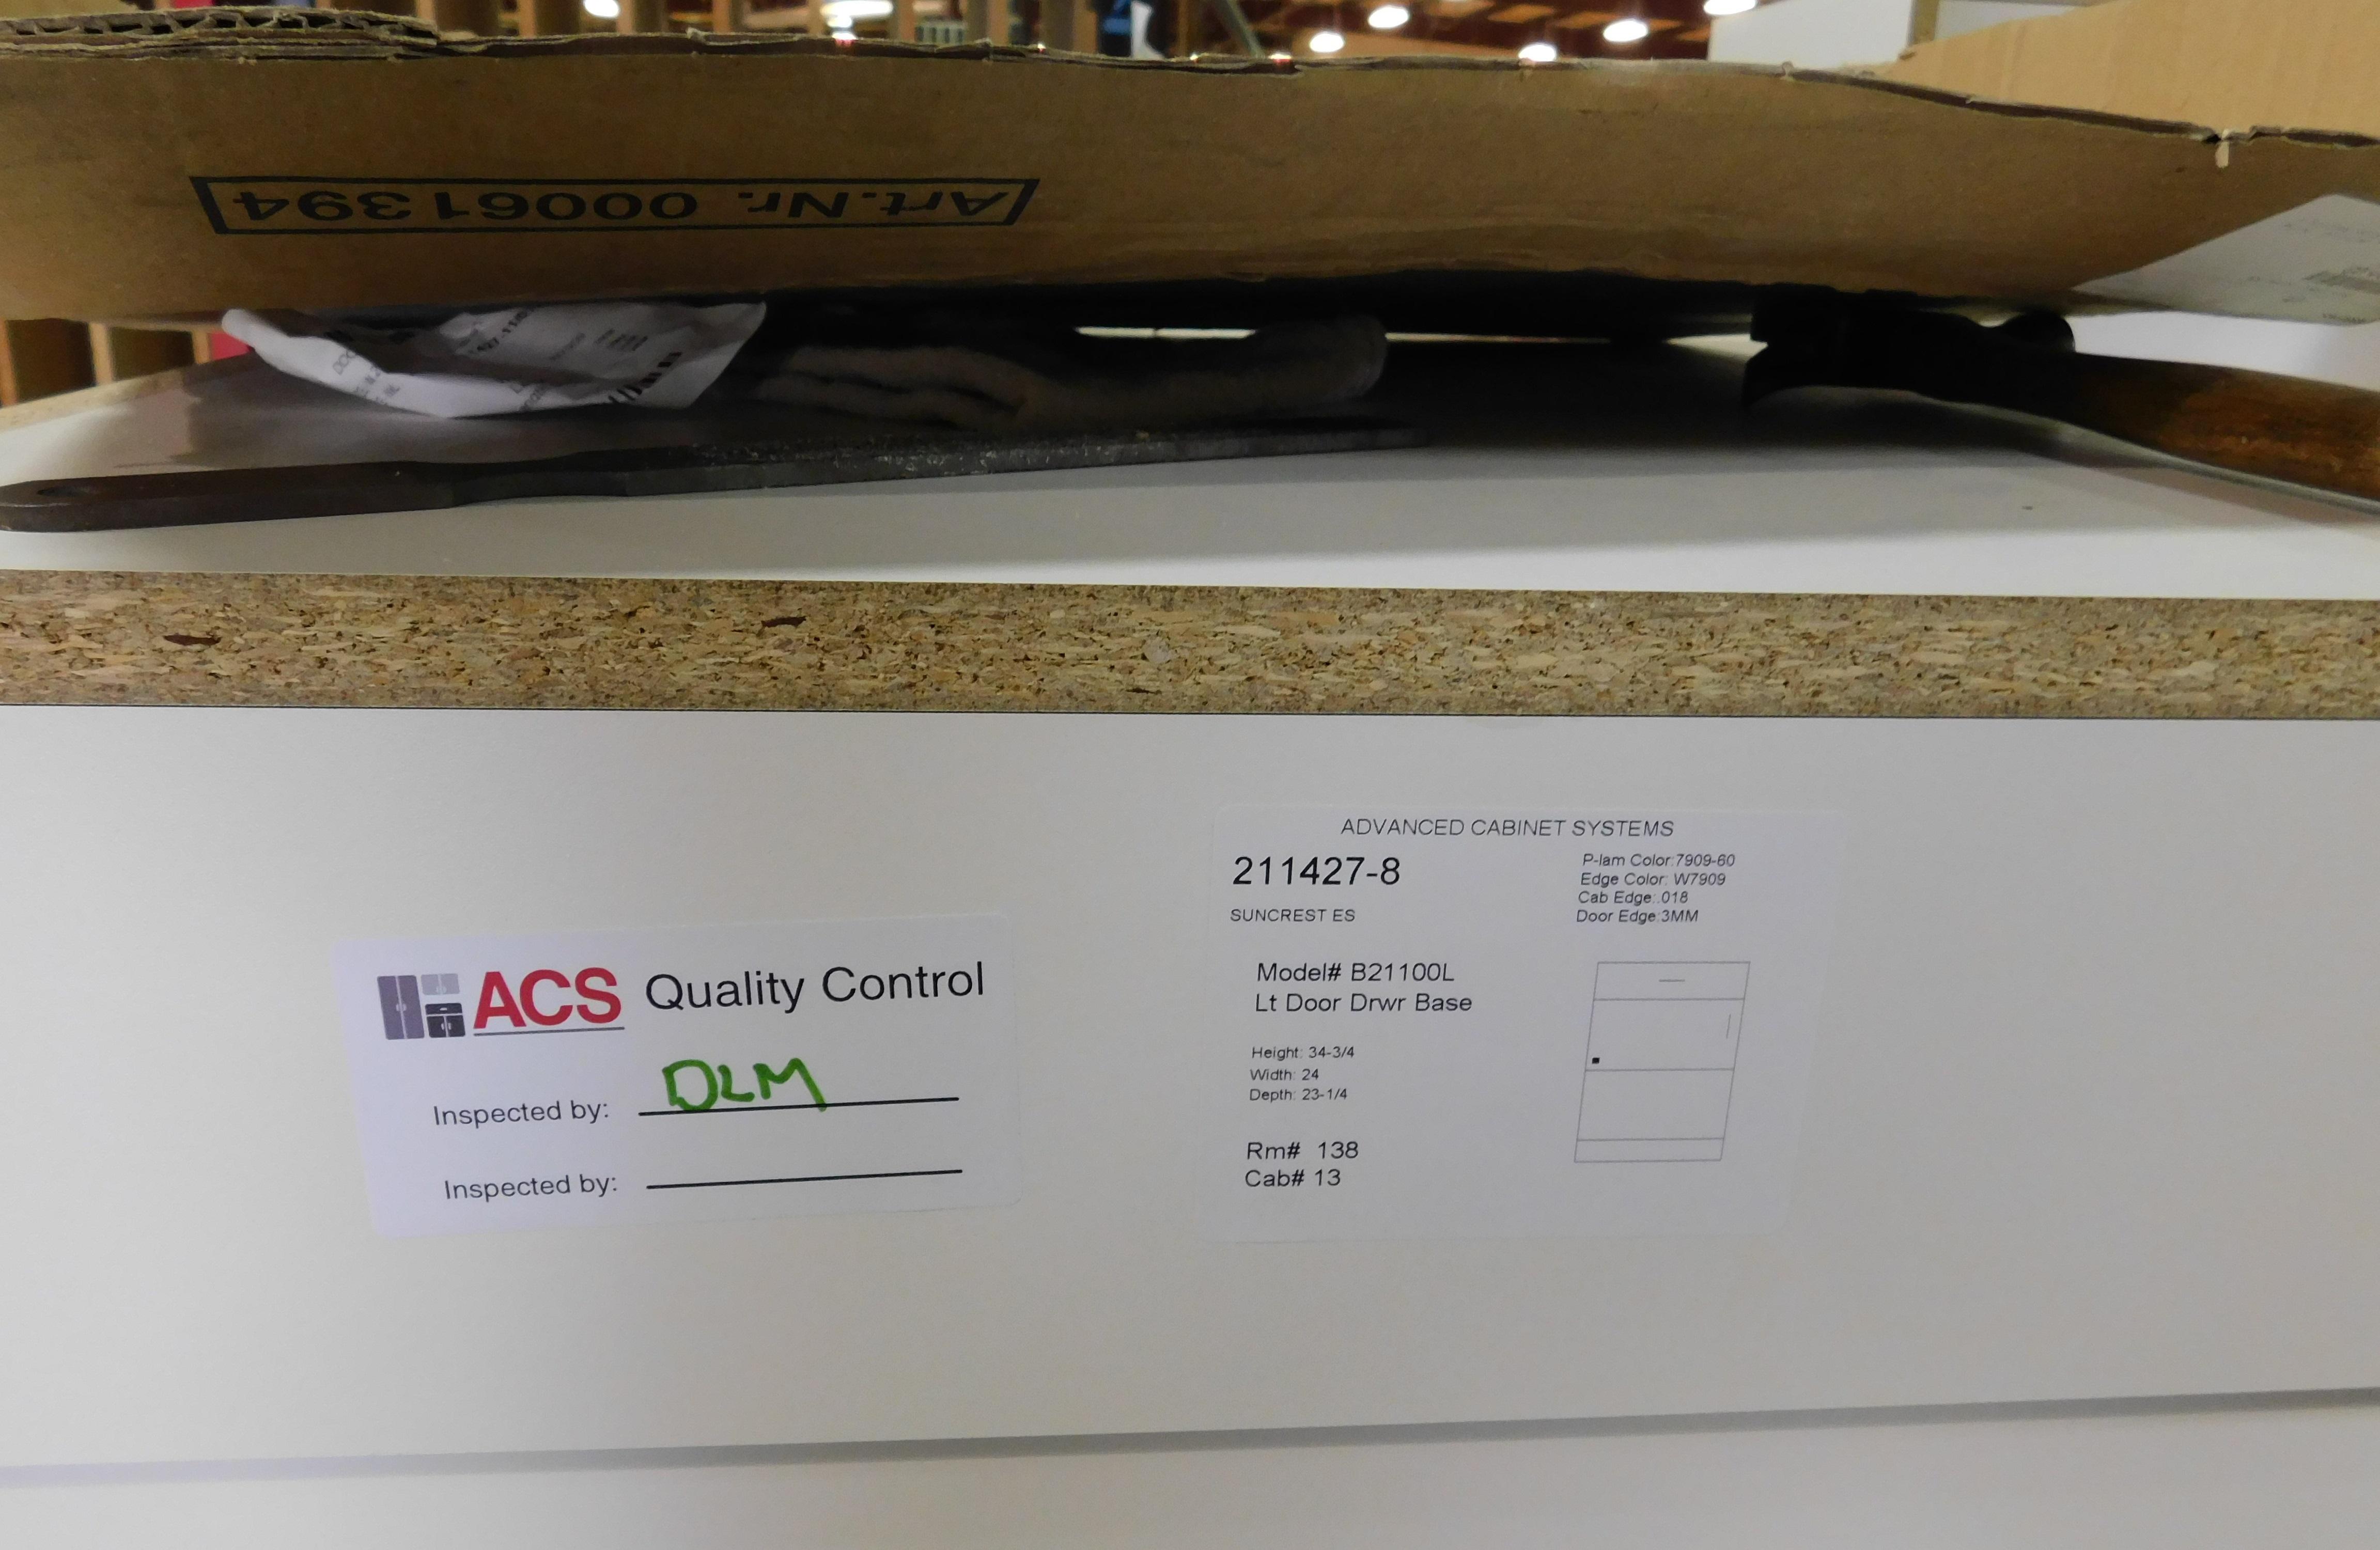 Art.Nr. 00061394
ACS Quality Control
Inspected by: DLM
Inspected by:
ADVANCED CABINET SYSTEMS
211427-8
SUNCREST ES
P-lam Color:7909-60
Edge Color: W7909
Cab Edge:.018
Door Edge:3MM
Model# B21100L
Lt Door Drwr Base
Height: 34-3/4
Width: 24
Depth: 23-1/4
Rm# 138
Cab# 13